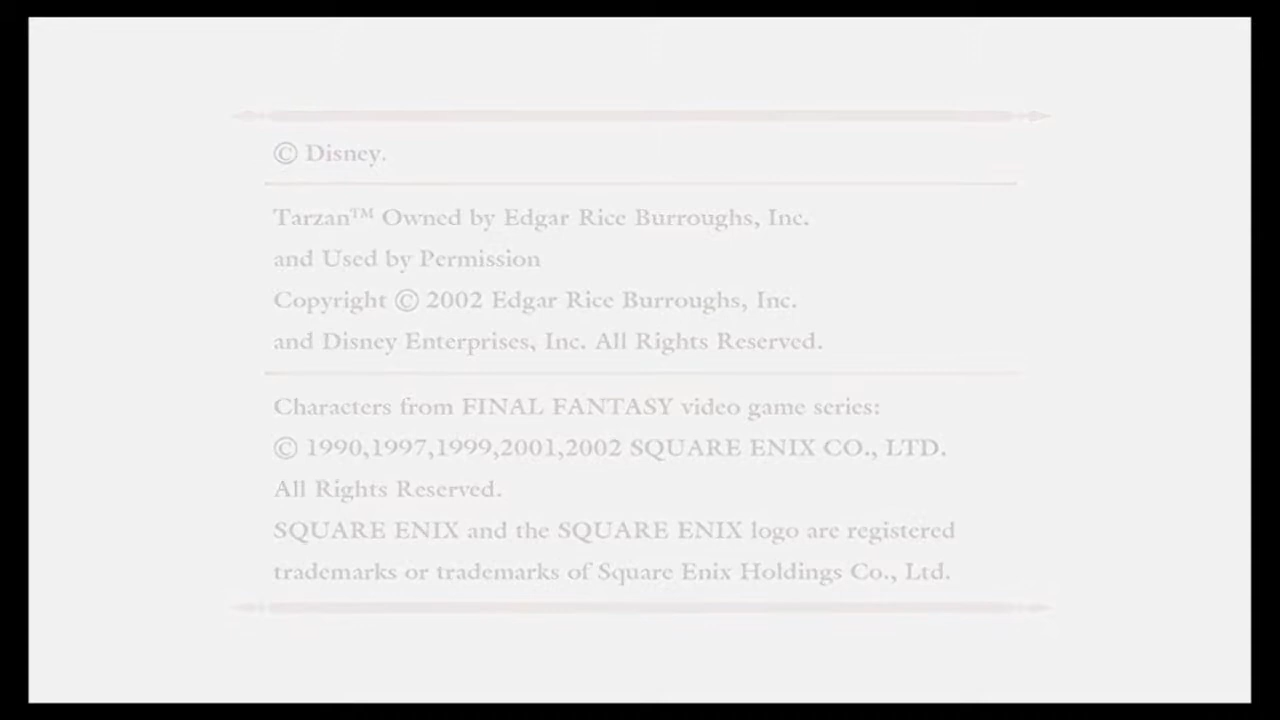 © Disney.
Tarzan™ Owned by Edgar Rice Burroughs, Inc.
and Used by Permission
Copyright © 2002 Edgar Rice Burroughs, Inc.
and Disney Enterprises, Inc. All Rights Reserved.
Characters from FINAL FANTASY video game series:
© 1990,1997,1999,2001,2002 SQUARE ENIX CO., LTD.
All Rights Reserved.
SQUARE ENIX and the SQUARE ENIX logo are registered
trademarks or trademarks of Square Enix Holdings Co., Ltd.